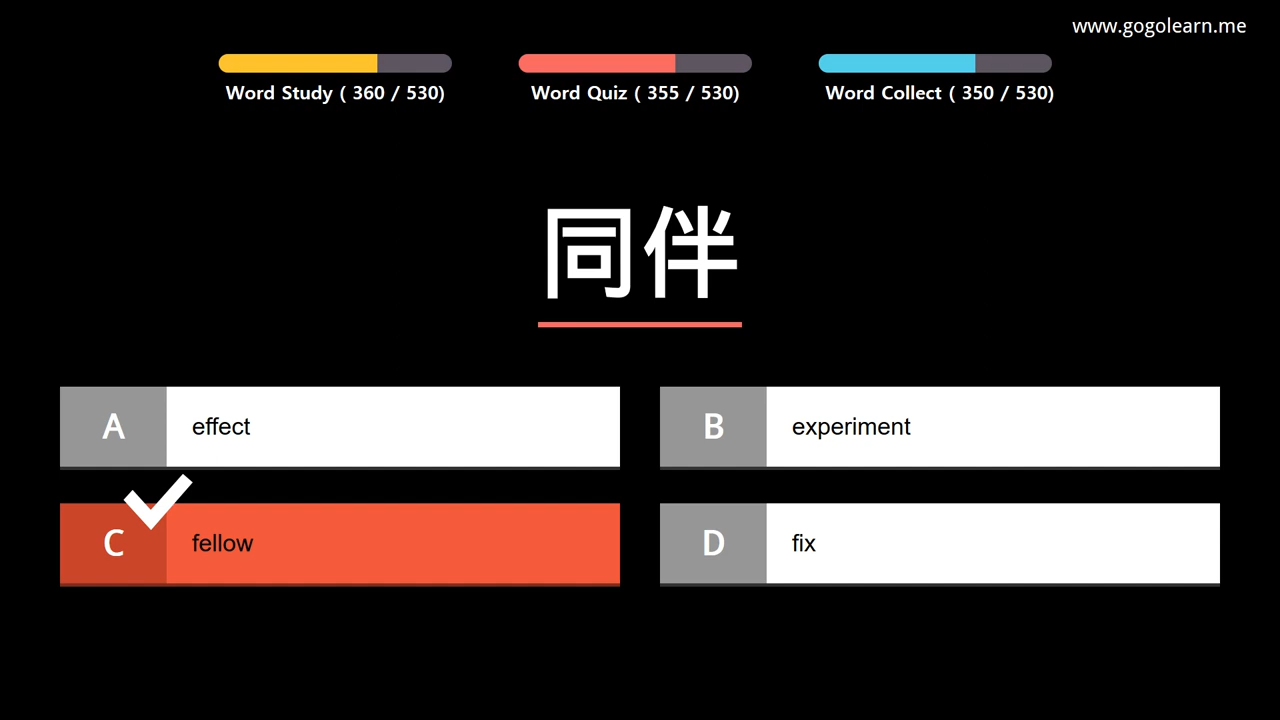 www.gogolearn.me
Word Study ( 360 / 530)
Word Quiz ( 355 / 530)
Word Collect ( 350 / 530)
同伴
A effect
B experiment
C fellow
D fix